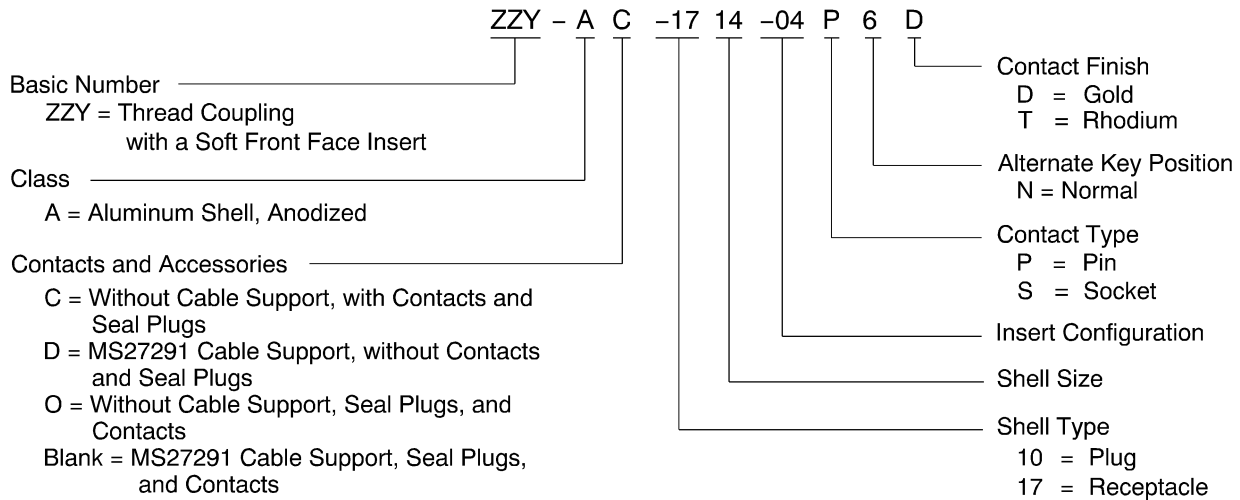 ZZY - A C -17 14 -04 P 6 D
Basic Number
ZZY = Thread Coupling
with a Soft Front Face Insert
Class
A = Aluminum Shell, Anodized
Contacts and Accessories
C = Without Cable Support, with Contacts and
Seal Plugs
D = MS27291 Cable Support, without Contacts
and Seal Plugs
O = Without Cable Support, Seal Plugs, and
Contacts
Blank = MS27291 Cable Support, Seal Plugs,
and Contacts
Contact Finish
D = Gold
T = Rhodium
Alternate Key Position
N = Normal
Contact Type
P = Pin
S = Socket
Insert Configuration
Shell Size
Shell Type
10 = Plug
17 = Receptacle